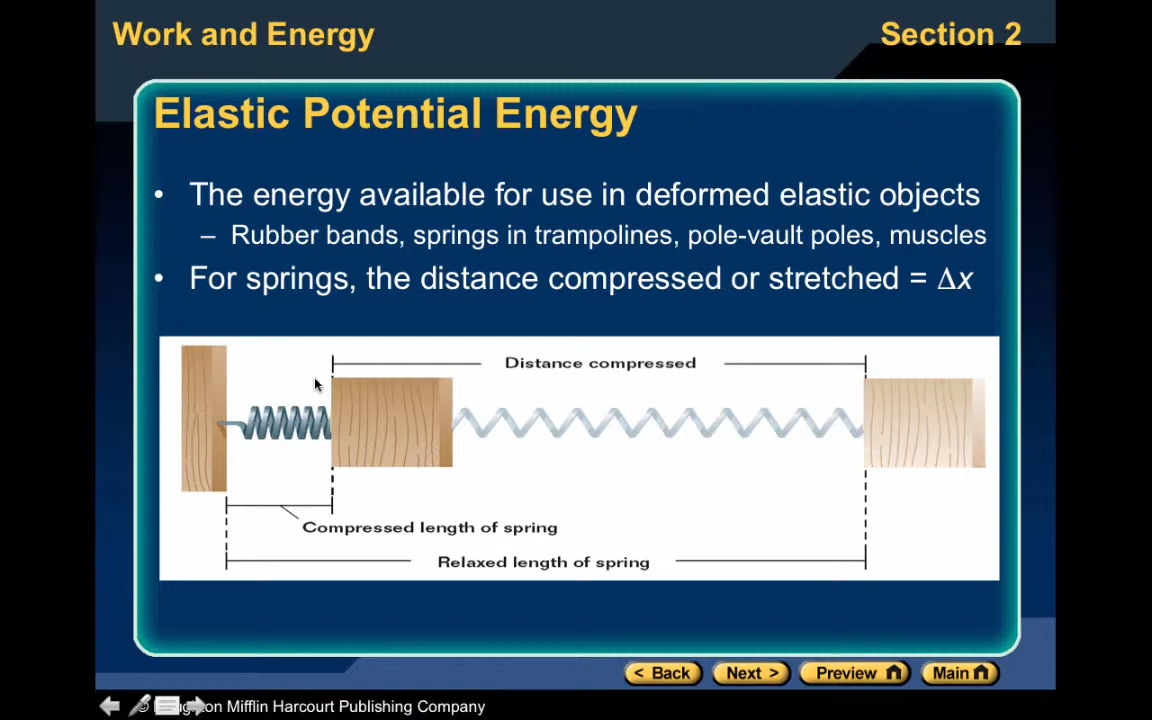 Work and Energy
Section 2
Elastic Potential Energy
• The energy available for use in deformed elastic objects
– Rubber bands, springs in trampolines, pole-vault poles, muscles
• For springs, the distance compressed or stretched = Δx
Distance compressed
Compressed length of spring
Relaxed length of spring
< Back
Next >
Preview
Main
© Mifflin Harcourt Publishing Company